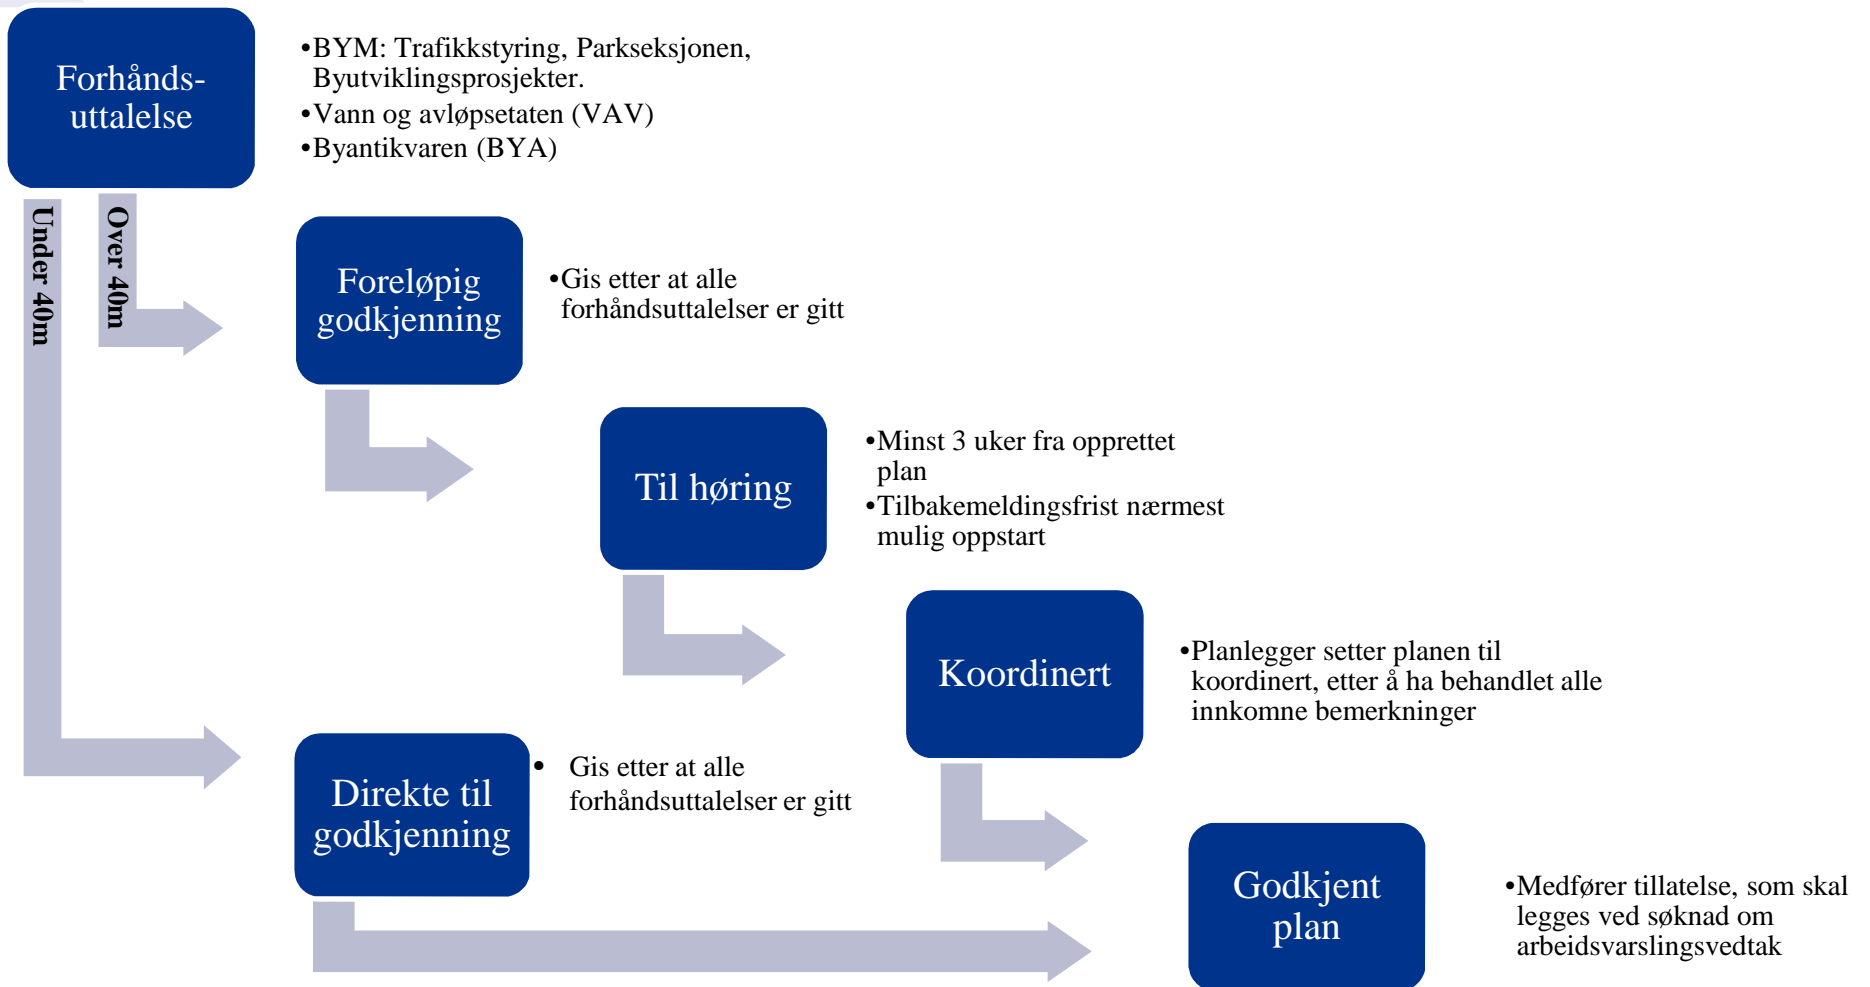 Forhånds-
uttalelse
•BYM: Trafikkstyring, Parkseksjonen,
Byutviklingsprosjekter.
•Vann og avløpsetaten (VAV)
•Byantikvaren (BYA)
Under 40m
Over 40m
Foreløpig
godkjenning
•Gis etter at alle
forhåndsuttalelser er gitt
Til høring
•Minst 3 uker fra opprettet
plan
•Tilbakemeldingsfrist nærmest
mulig oppstart
Koordinert
•Planlegger setter planen til
koordinert, etter å ha behandlet alle
innkomne bemerkninger
Direkte til
godkjenning
• Gis etter at alle
forhåndsuttalelser er gitt
Godkjent
plan
•Medfører tillatelse, som skal
legges ved søknad om
arbeidsvarslingsvedtak